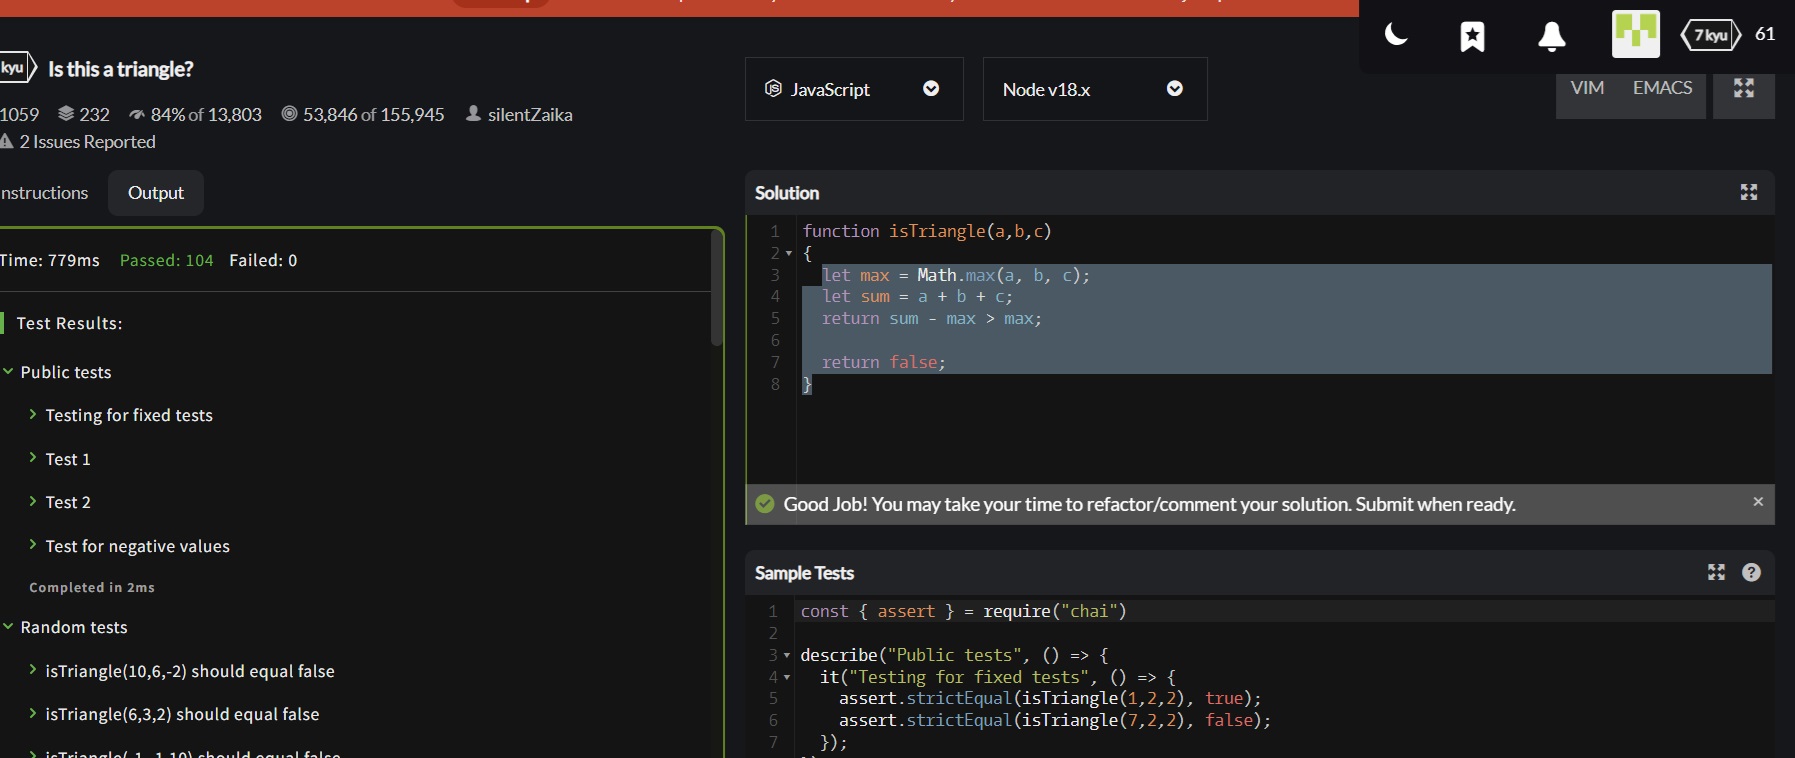 kyu Is this a triangle?
1059 232 84% of 13,803 53,846 of 155,945 silentZaika
2 Issues Reported
nstructions Output
Time: 779ms Passed: 104 Failed: 0
Test Results:
Public tests
Testing for fixed tests
Test 1
Test 2
Test for negative values
Completed in 2ms
Random tests
isTriangle(10,6,-2) should equal false
isTriangle(6,3,2) should equal false
7 kyu 61
JavaScript Node v18.x VIM EMACS
Solution
1 function isTriangle(a,b,c)
2 {
3 let max = Math.max(a, b, c);
4 let sum = a + b + c;
5 return sum - max > max;
6
7 return false;
8 }
Good Job! You may take your time to refactor/comment your solution. Submit when ready.
Sample Tests
1 const { assert } = require("chai")
2
3 describe("Public tests", () => {
4 it("Testing for fixed tests", () => {
5 assert.strictEqual(isTriangle(1,2,2), true);
6 assert.strictEqual(isTriangle(7,2,2), false);
7 });